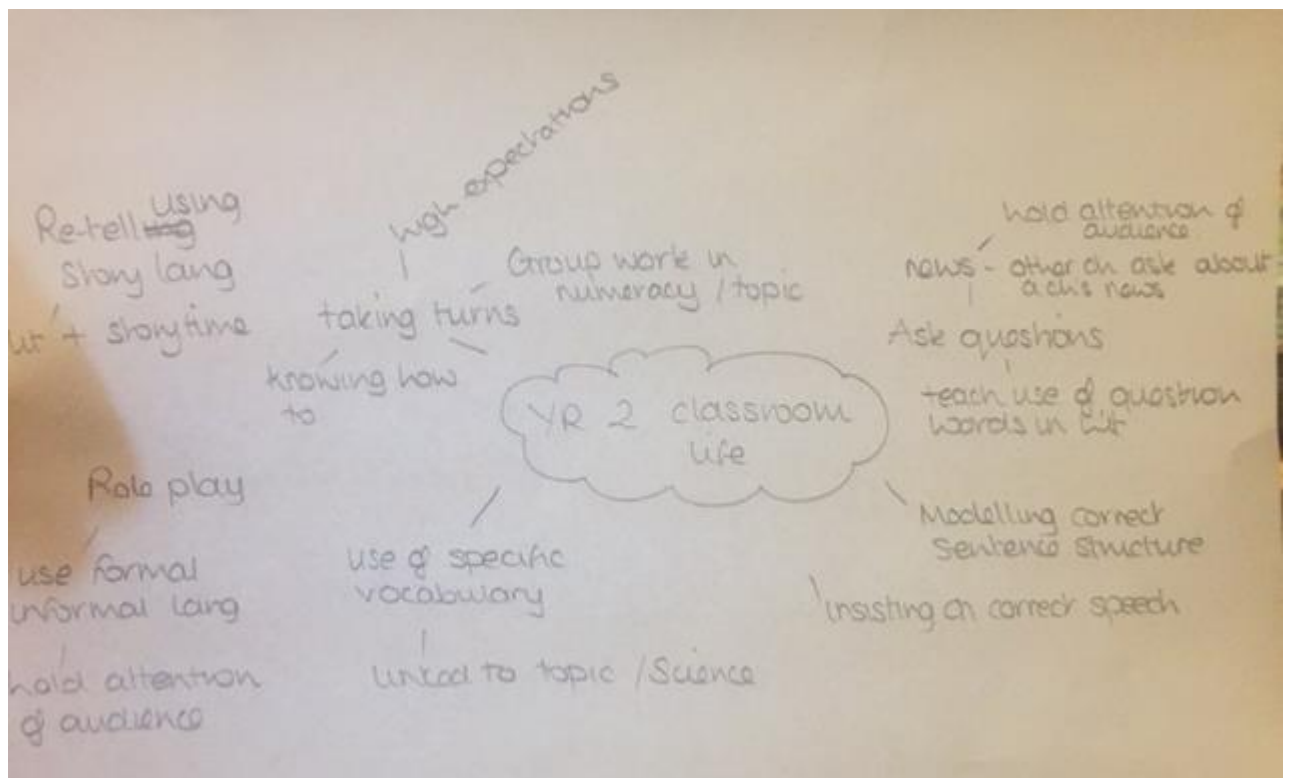 high expectations
Re-telling using
Story lang
lit + storytime
taking turns
Group work in
numeracy / topic
knowing how
to
hold attention of
audience
news - other ch ask about
a ch's news
Ask questions
teach use of question
words in lit
YR 2 classroom
life
Role play
use formal
informal lang
hold attention
of audience
use of specific
vocabulary
linked to topic / Science
Modelling correct
Sentence structure
insisting on correct speech